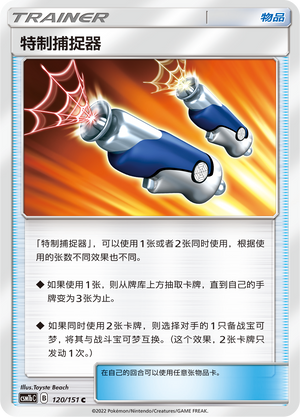 TRAINER
物品
特制捕捉器
「特制捕捉器」，可以使用1张或者2张同时使用，根据使
用的张数不同效果也不同。
◆如果使用1张，则从牌库上方抽取卡牌，直到自己的手
牌变为3张为止。
◆如果同时使用2张卡牌，则选择对手的1只备战宝可
梦，将其与战斗宝可梦互换。（这个效果，2张卡牌只
发动1次。）
在自己的回合可以使用任意张物品卡。
Illus.Toyste Beach
CSM1bC B 120/151 C
©2022 Pokémon/Nintendo/Creatures/GAME FREAK.